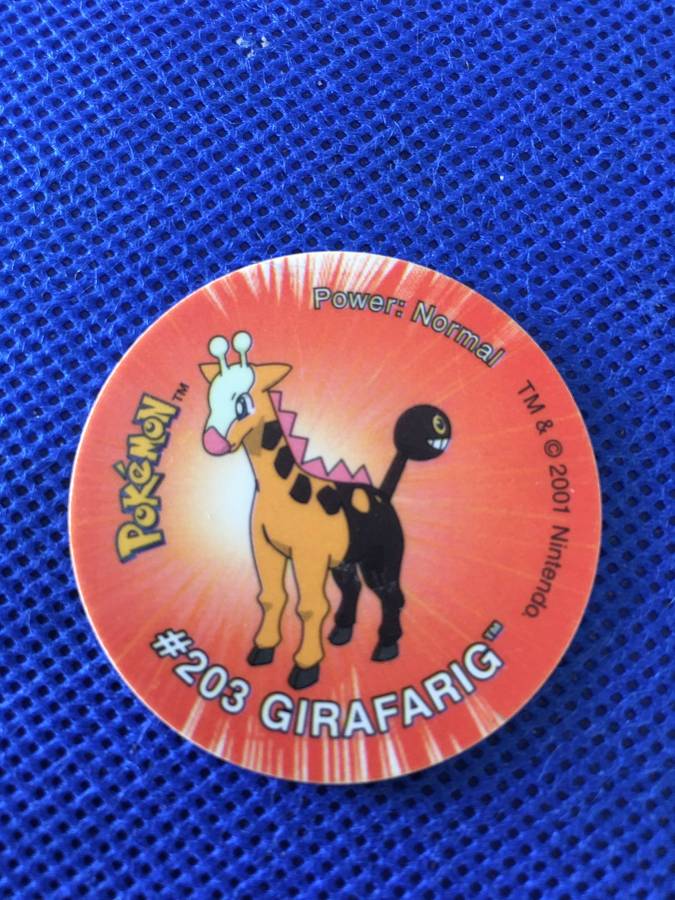 Power: Normal
POKéMON™
TM & © 2001 Nintendo.
#203 GIRAFARIG™